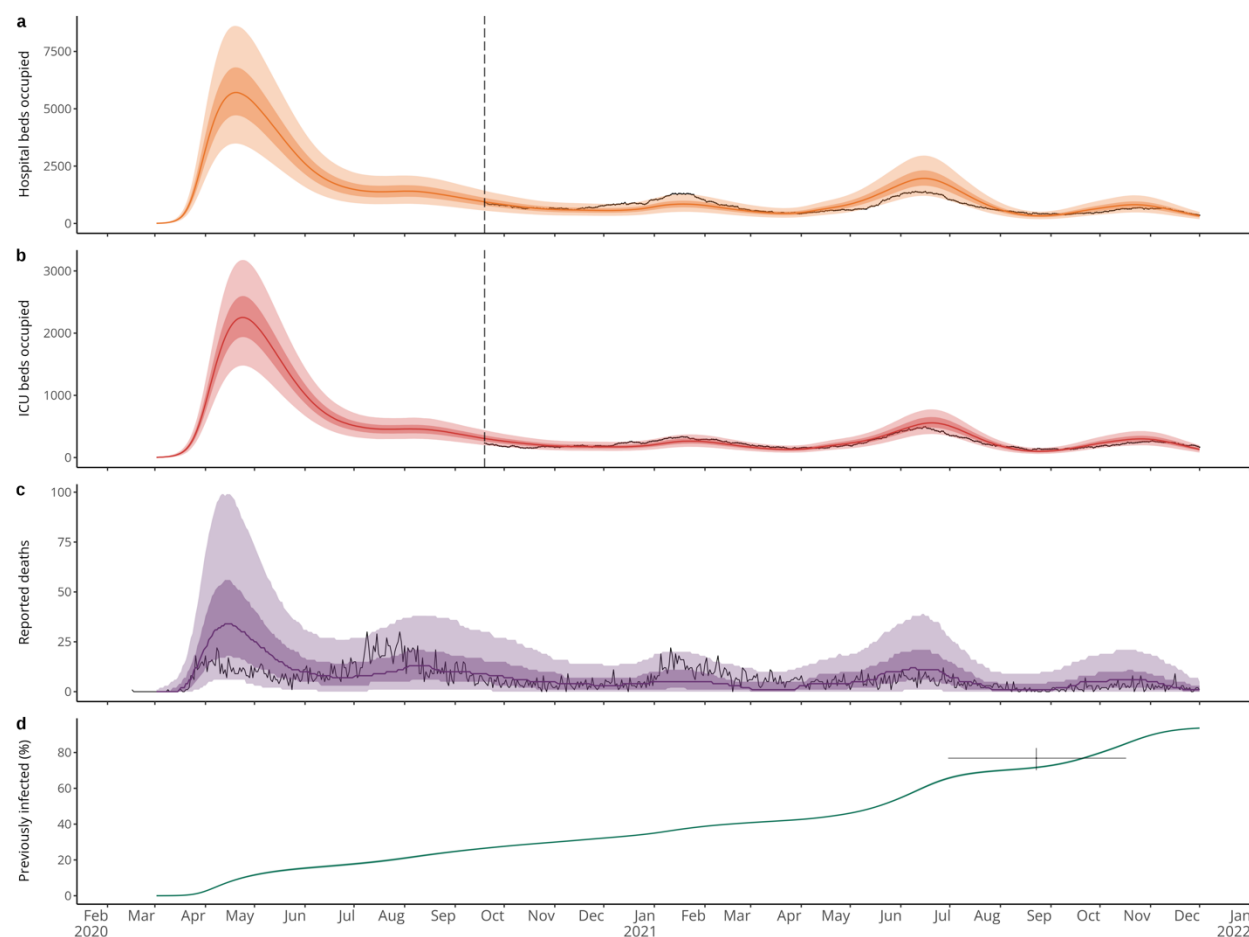 a
Hospital beds occupied
7500
5000
2500
0
b
ICU beds occupied
3000
2000
1000
0
c
Reported deaths
100
75
50
25
0
d
Previously infected (%)
80
60
40
20
0
Feb Mar Apr May Jun Jul Aug Sep Oct Nov Dec Jan Feb Mar Apr May Jun Jul Aug Sep Oct Nov Dec Jan
2020 2021 2022